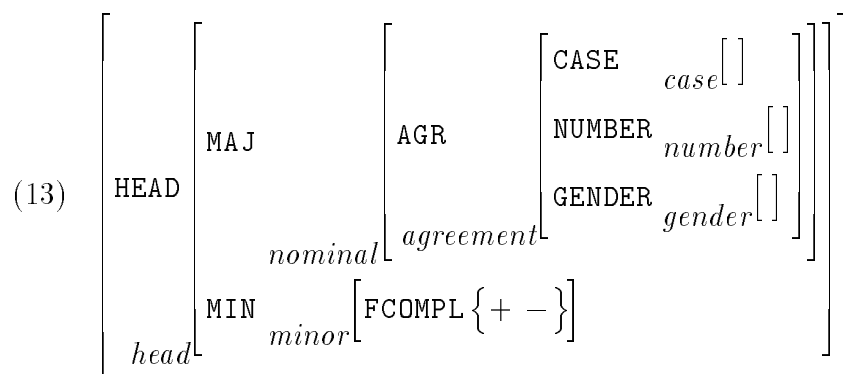 CASE case[ ]
MAJ AGR NUMBER number[ ]
(13) HEAD GENDER gender[ ]
nominal agreement
MIN minor[FCOMPL {+ −}]
head